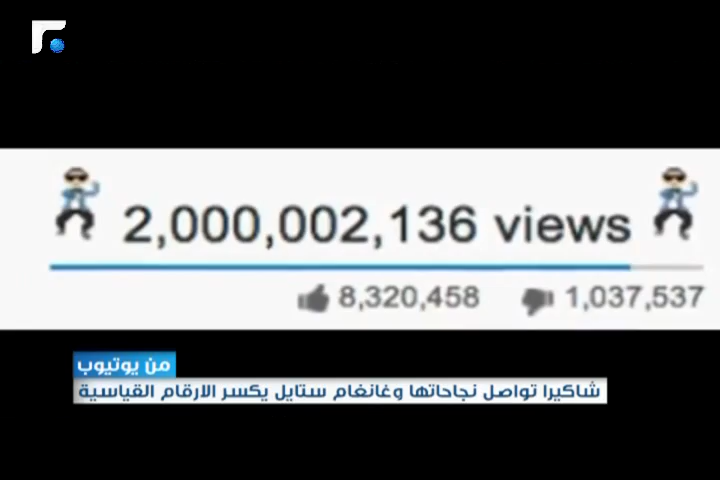 2,000,002,136 views
8,320,458 1,037,537
من يوتيوب
شاكيرا تواصل نجاحاتها وغانغام ستايل يكسر الارقام القياسية